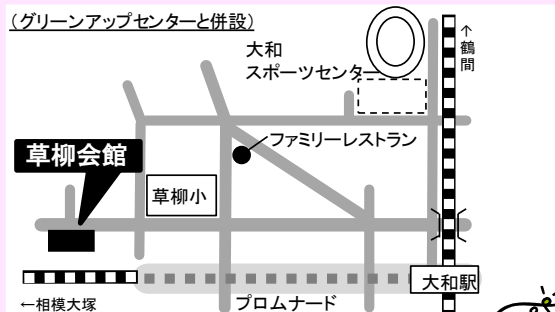 (グリーンアップセンターと併設)
大和
スポーツセンター
↑鶴間
ファミリーレストラン
草柳会館
草柳小
大和駅
←相模大塚
プロムナード